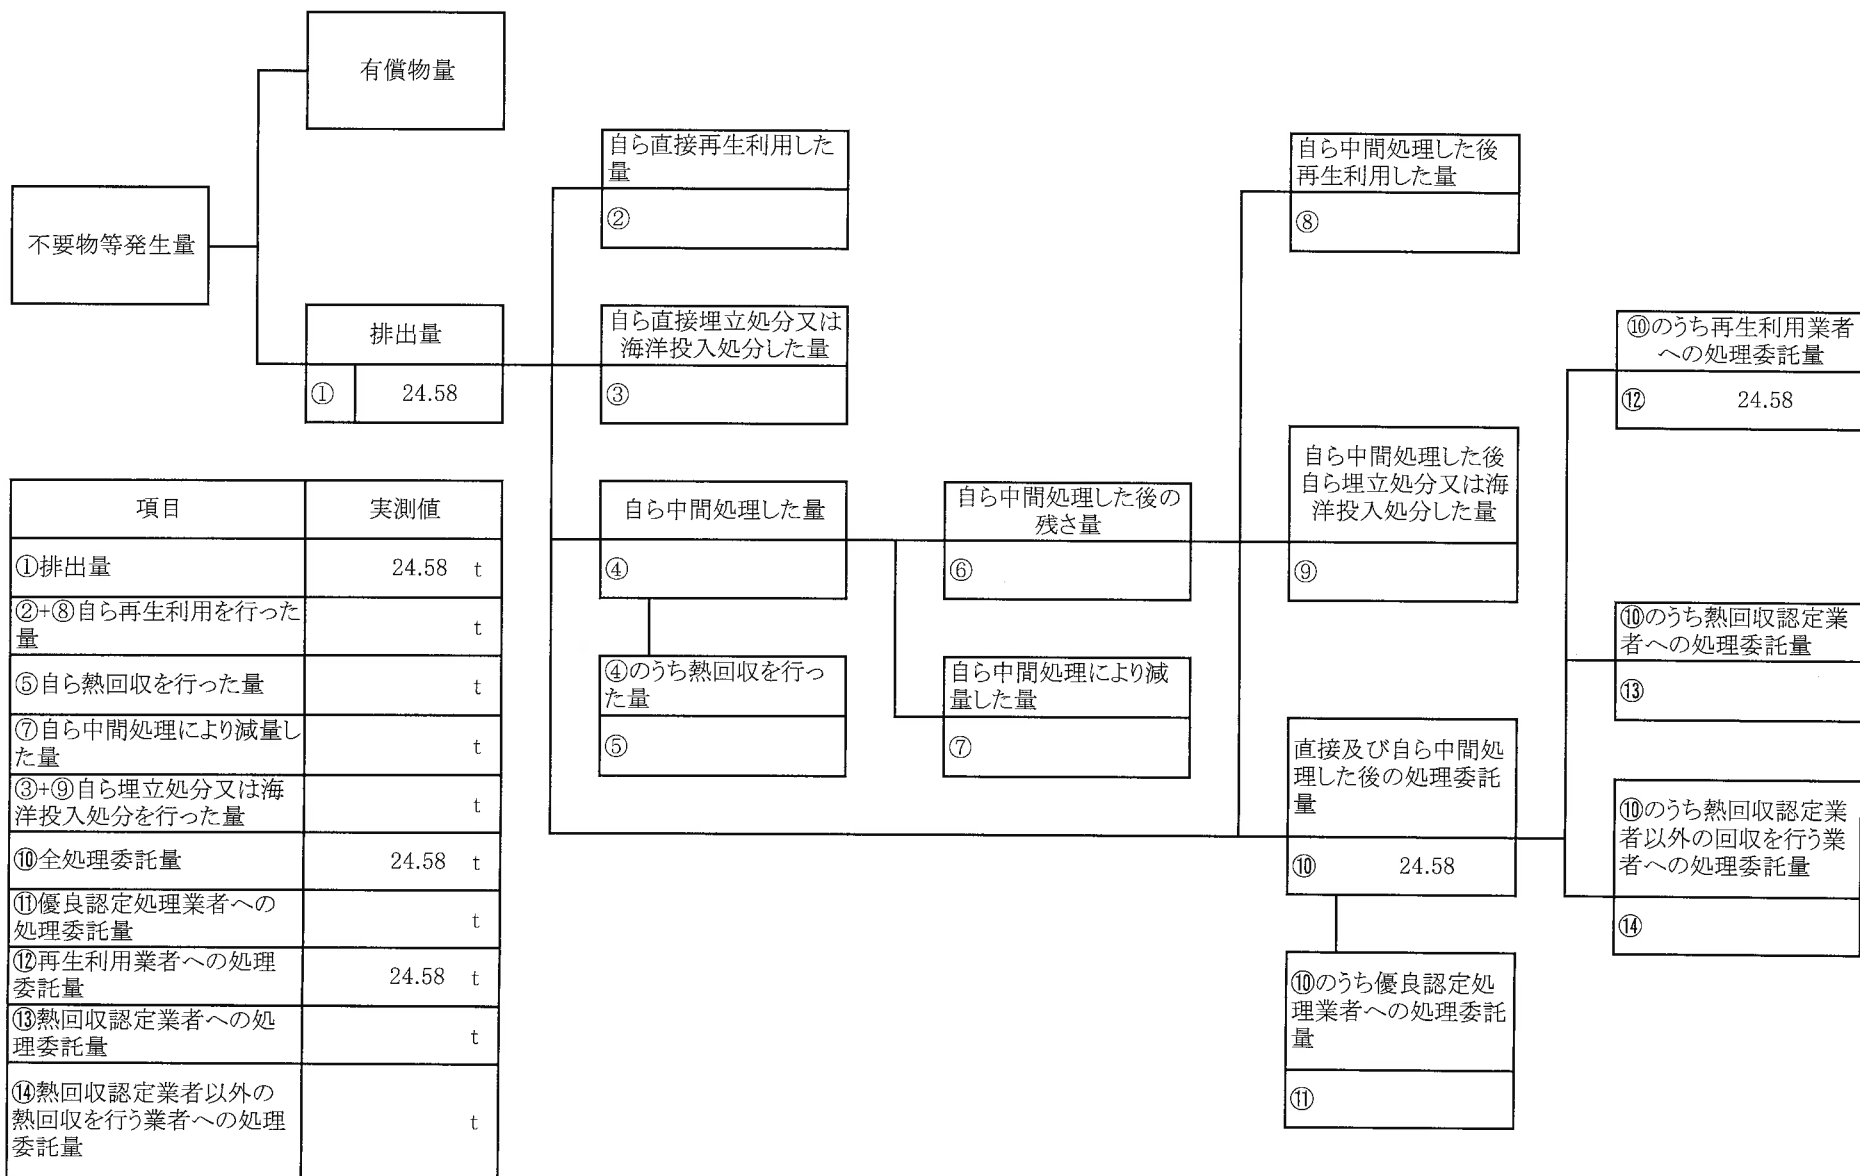 有償物量
不要物等発生量
排出量
① 24.58
自ら直接再生利用した
量
②
自ら直接埋立処分又は
海洋投入処分した量
③
自ら中間処理した量
④
④のうち熱回収を行っ
た量
⑤
自ら中間処理した後の
残さ量
⑥
自ら中間処理により減
量した量
⑦
自ら中間処理した後
再生利用した量
⑧
自ら中間処理した後
自ら埋立処分又は海
洋投入処分した量
⑨
直接及び自ら中間処
理した後の処理委託
量
⑩ 24.58
⑩のうち優良認定処
理業者への処理委託
量
⑪
⑩のうち再生利用業者
への処理委託量
⑫ 24.58
⑩のうち熱回収認定業
者への処理委託量
⑬
⑩のうち熱回収認定業
者以外の回収を行う業
者への処理委託量
⑭
項目 実測値
①排出量 24.58 t
②+⑧自ら再生利用を行った
量 t
⑤自ら熱回収を行った量 t
⑦自ら中間処理により減量し
た量 t
③+⑨自ら埋立処分又は海
洋投入処分を行った量 t
⑩全処理委託量 24.58 t
⑪優良認定処理業者への
処理委託量 t
⑫再生利用業者への処理
委託量 24.58 t
⑬熱回収認定業者への処
理委託量 t
⑭熱回収認定業者以外の
熱回収を行う業者への処理
委託量 t